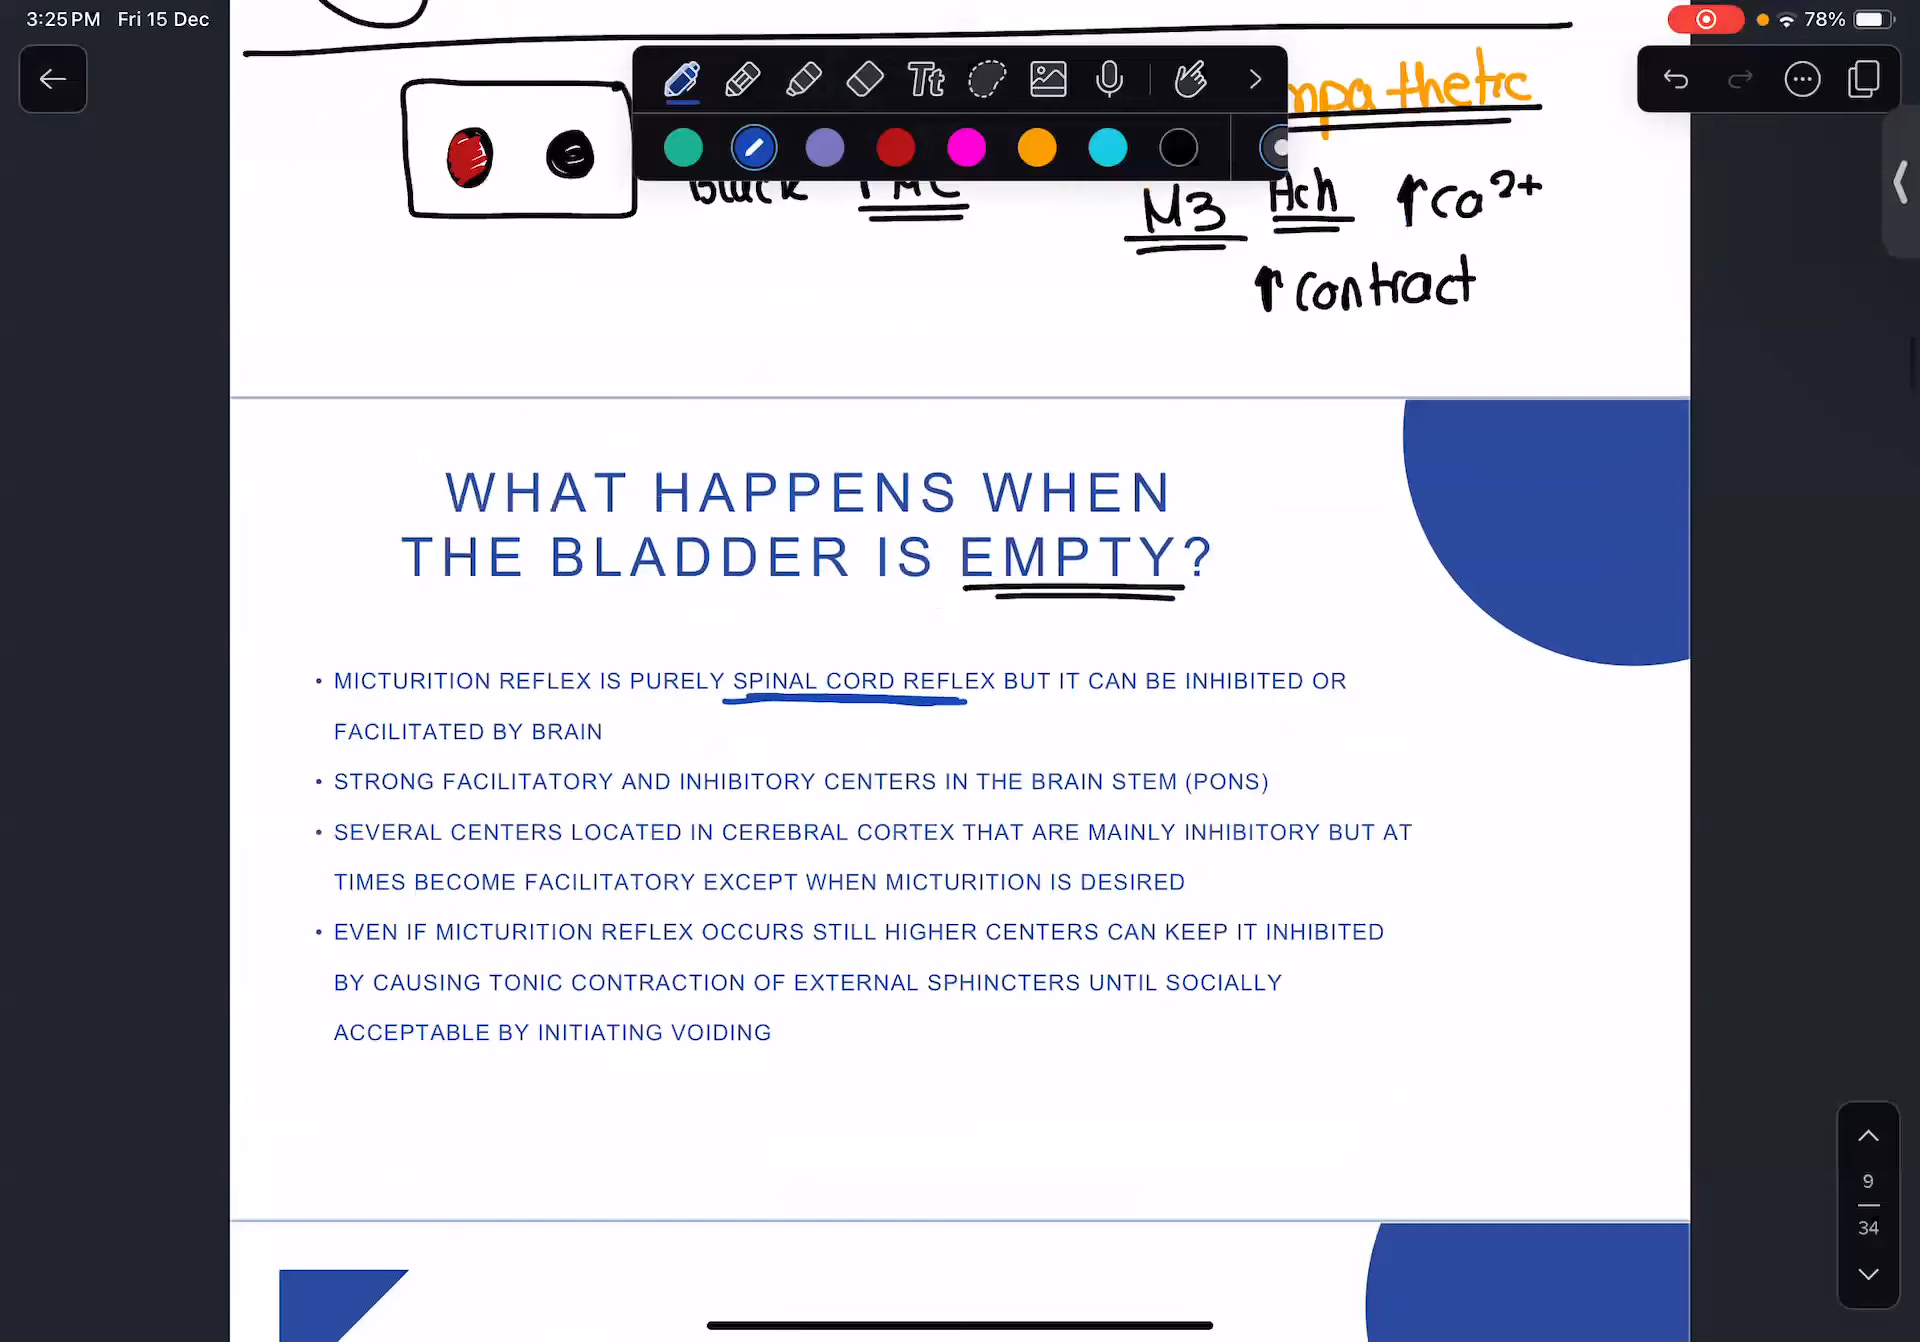 3:25 PM Fri 15 Dec
78%
Tt
mpathetic
Black PMC
M3 Ach ↑ca²⁺
↑contract
WHAT HAPPENS WHEN
THE BLADDER IS EMPTY?
• MICTURITION REFLEX IS PURELY SPINAL CORD REFLEX BUT IT CAN BE INHIBITED OR
FACILITATED BY BRAIN
• STRONG FACILITATORY AND INHIBITORY CENTERS IN THE BRAIN STEM (PONS)
• SEVERAL CENTERS LOCATED IN CEREBRAL CORTEX THAT ARE MAINLY INHIBITORY BUT AT
TIMES BECOME FACILITATORY EXCEPT WHEN MICTURITION IS DESIRED
• EVEN IF MICTURITION REFLEX OCCURS STILL HIGHER CENTERS CAN KEEP IT INHIBITED
BY CAUSING TONIC CONTRACTION OF EXTERNAL SPHINCTERS UNTIL SOCIALLY
ACCEPTABLE BY INITIATING VOIDING
9
34